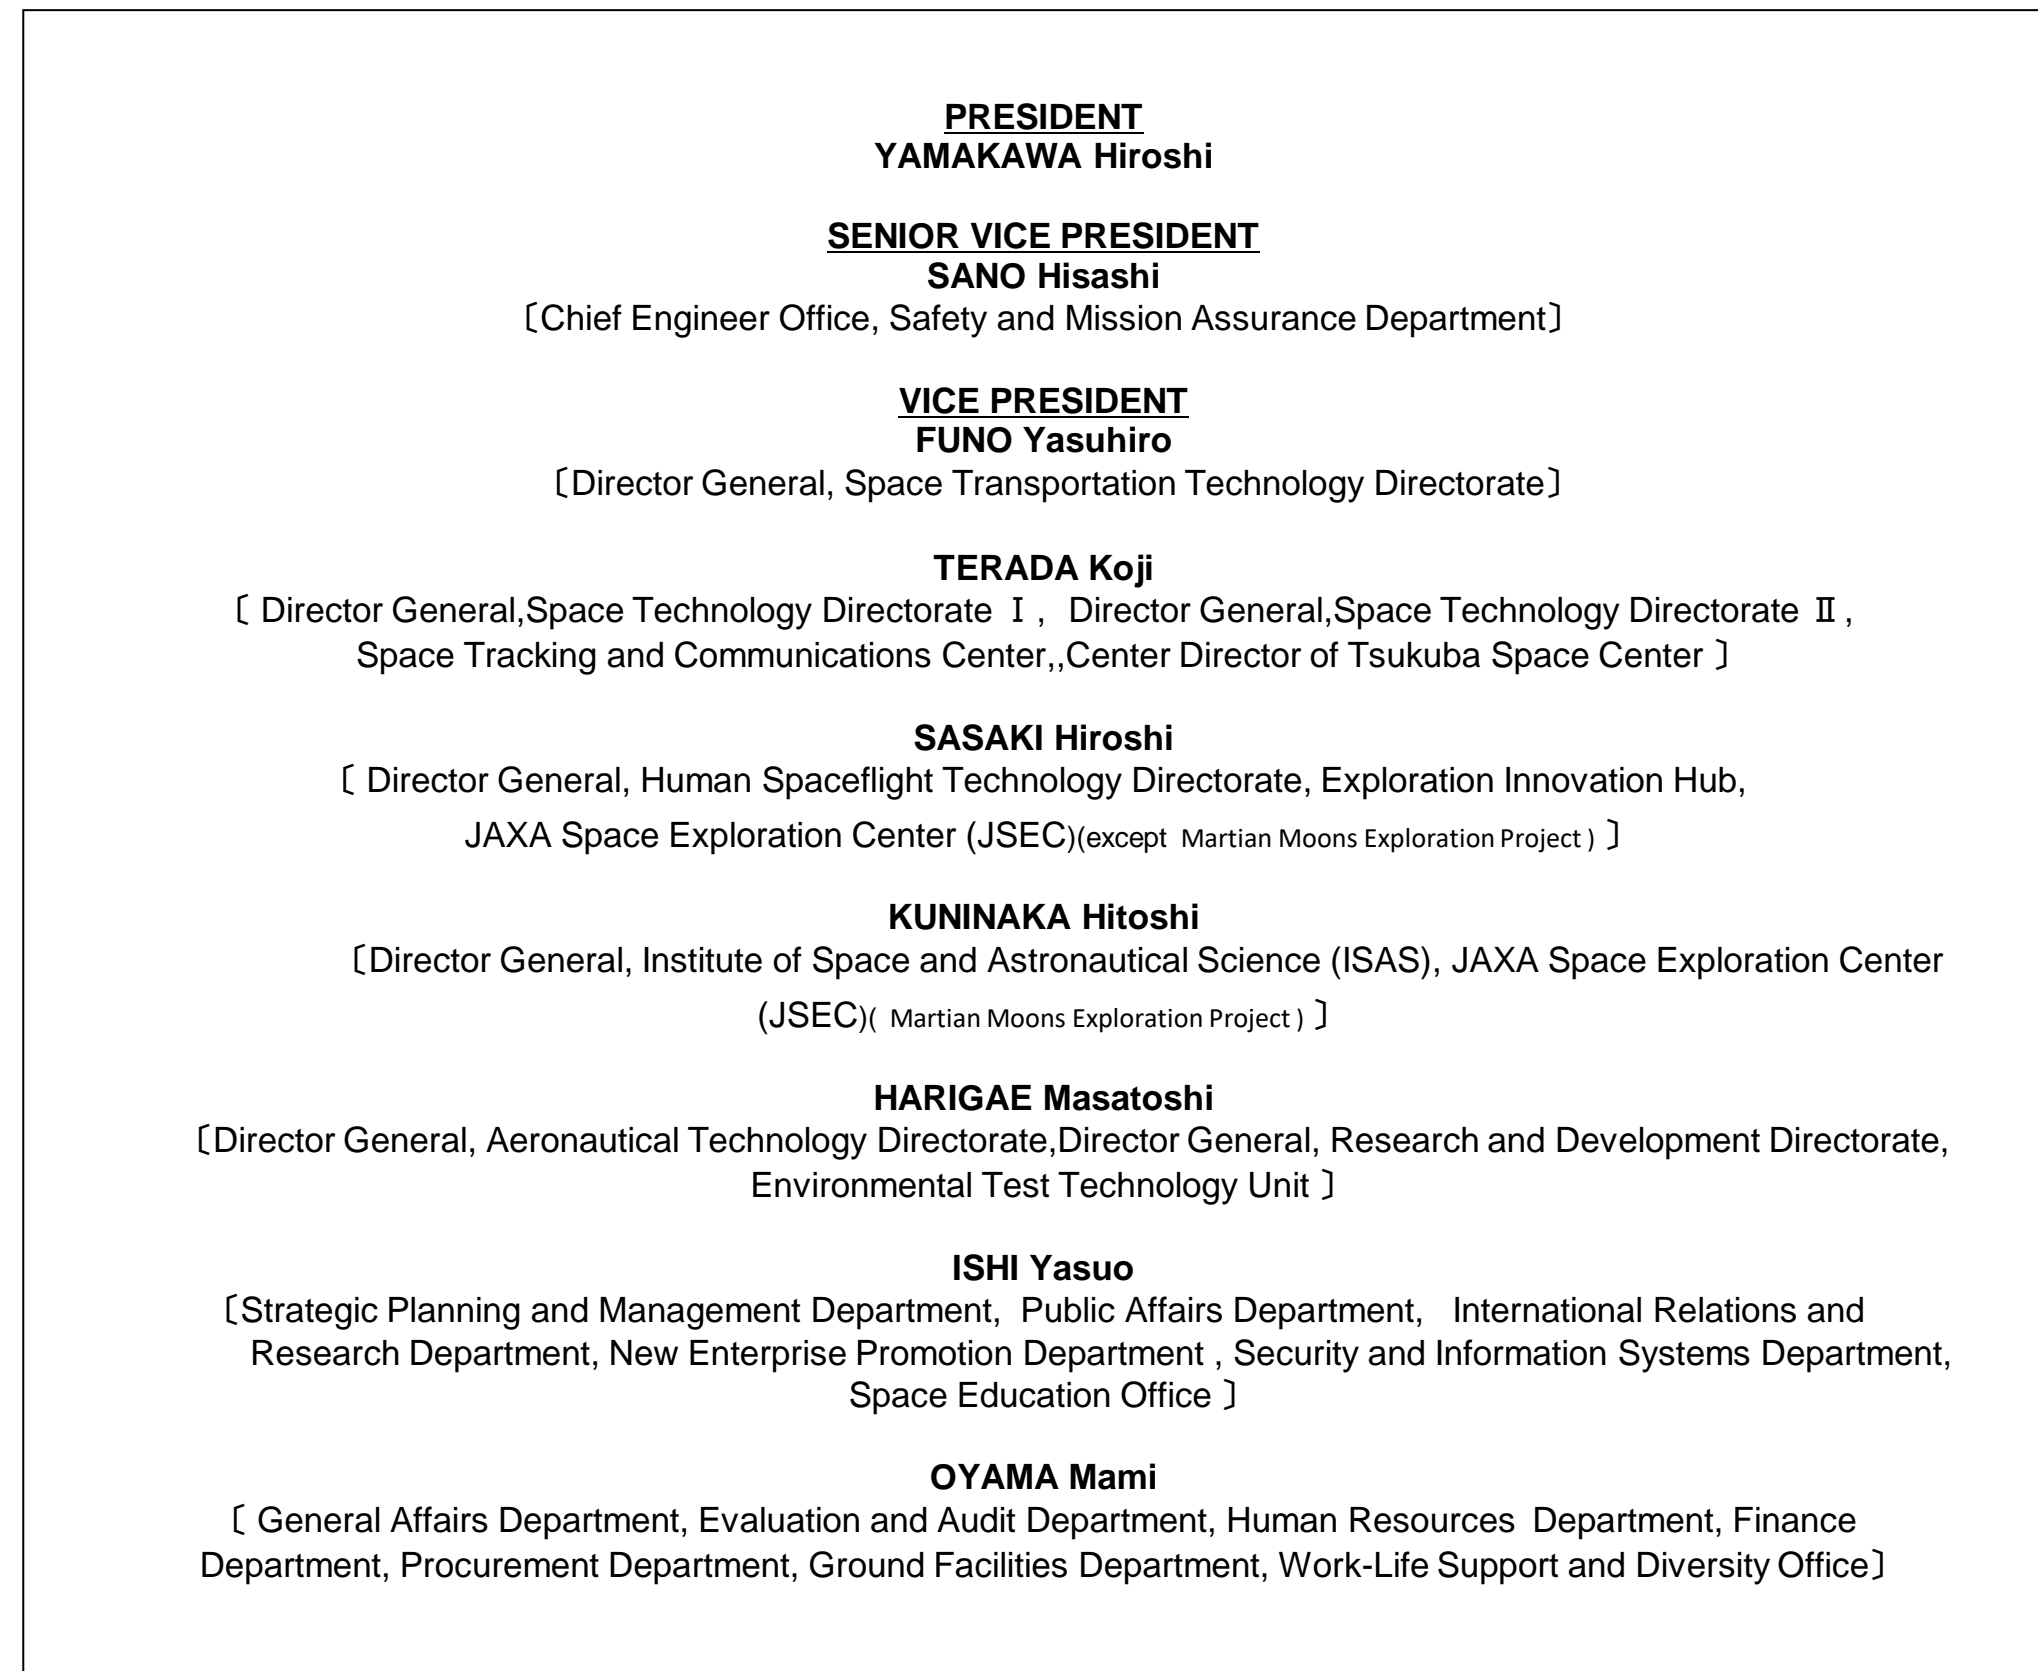 PRESIDENT
YAMAKAWA Hiroshi
SENIOR VICE PRESIDENT
SANO Hisashi
〔Chief Engineer Office, Safety and Mission Assurance Department〕
VICE PRESIDENT
FUNO Yasuhiro
〔Director General, Space Transportation Technology Directorate〕
TERADA Koji
〔 Director General,Space Technology Directorate Ⅰ, Director General,Space Technology Directorate Ⅱ,
Space Tracking and Communications Center,,Center Director of Tsukuba Space Center 〕
SASAKI Hiroshi
〔 Director General, Human Spaceflight Technology Directorate, Exploration Innovation Hub,
JAXA Space Exploration Center (JSEC)(except Martian Moons Exploration Project ) 〕
KUNINAKA Hitoshi
〔Director General, Institute of Space and Astronautical Science (ISAS), JAXA Space Exploration Center
(JSEC)( Martian Moons Exploration Project ) 〕
HARIGAE Masatoshi
〔Director General, Aeronautical Technology Directorate,Director General, Research and Development Directorate,
Environmental Test Technology Unit 〕
ISHI Yasuo
〔Strategic Planning and Management Department, Public Affairs Department, International Relations and
Research Department, New Enterprise Promotion Department , Security and Information Systems Department,
Space Education Office 〕
OYAMA Mami
〔 General Affairs Department, Evaluation and Audit Department, Human Resources Department, Finance
Department, Procurement Department, Ground Facilities Department, Work-Life Support and Diversity Office〕